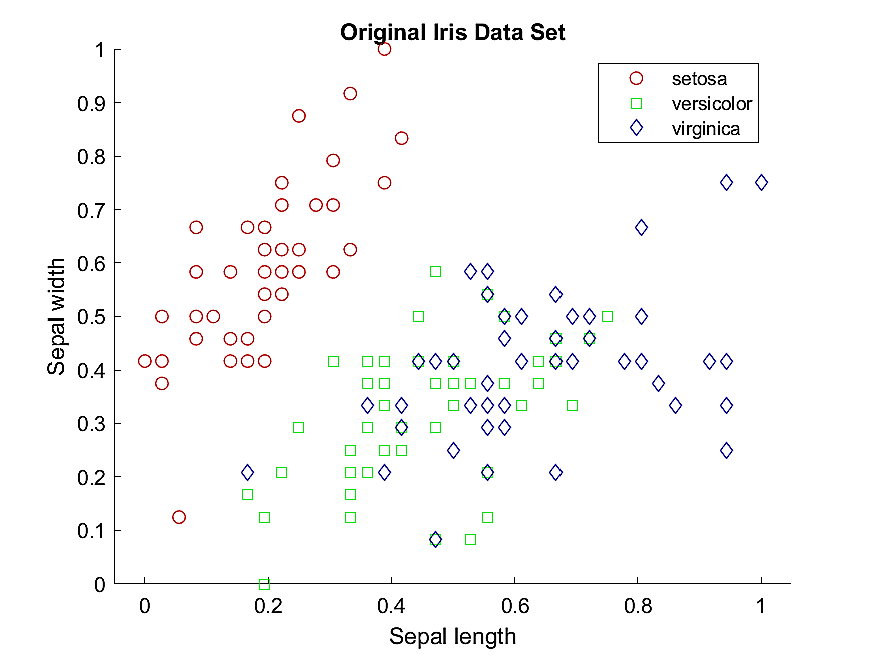 Original Iris Data Set
setosa
versicolor
virginica
1
0.9
0.8
0.7
0.6
0.5
0.4
0.3
0.2
0.1
0
Sepal width
0
0.2
0.4
0.6
0.8
1
Sepal length